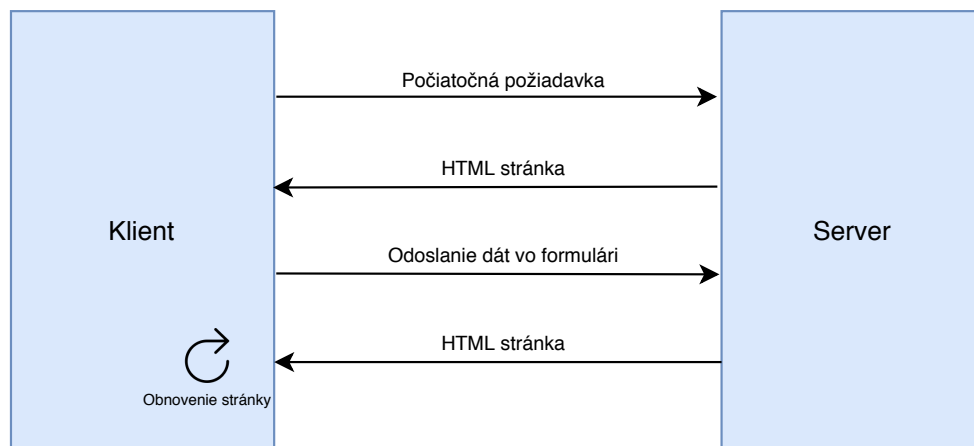 Počiatočná požiadavka
HTML stránka
Klient
Server
Odoslanie dát vo formulári
HTML stránka
Obnovenie stránky